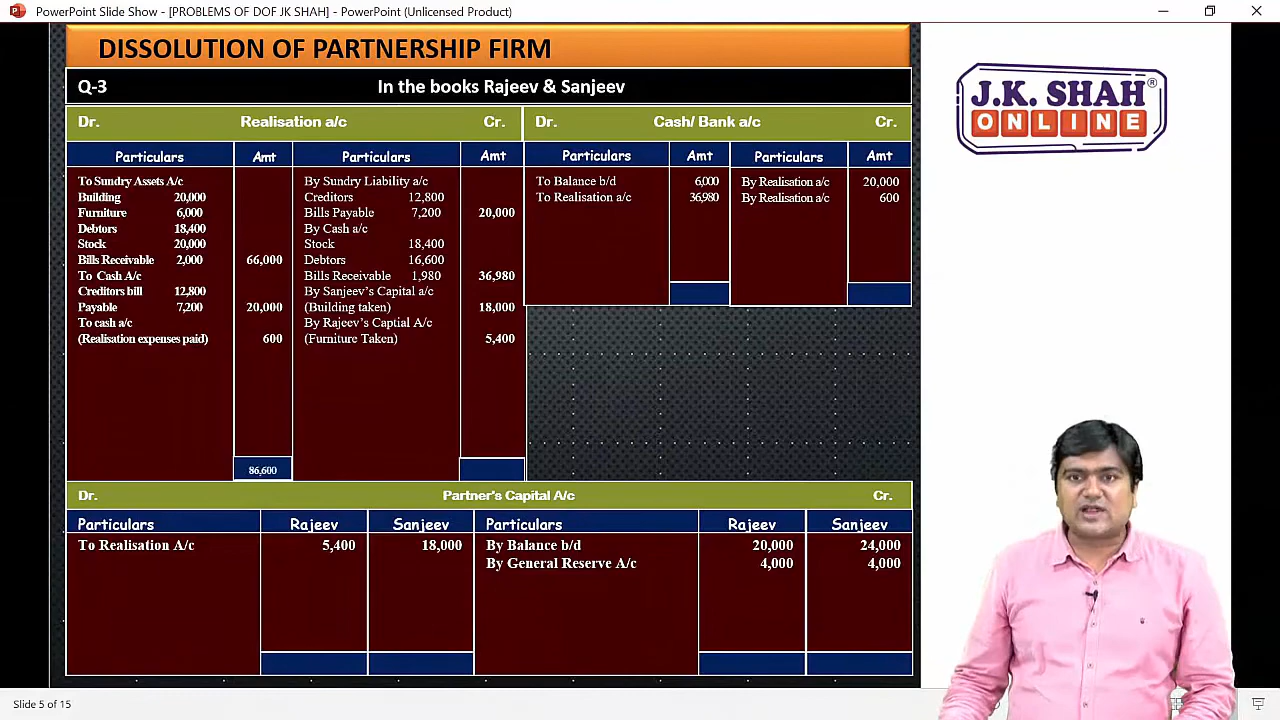 PowerPoint Slide Show - [PROBLEMS OF DOF JK SHAH] - PowerPoint (Unlicensed Product)
DISSOLUTION OF PARTNERSHIP FIRM
Q-3 In the books Rajeev & Sanjeev
Dr. Realisation a/c Cr.
Particulars Amt Particulars Amt
To Sundry Assets A/c By Sundry Liability a/c
Building 20,000 Creditors 12,800
Furniture 6,000 Bills Payable 7,200 20,000
Debtors 18,400 By Cash a/c
Stock 20,000 Stock 18,400
Bills Receivable 2,000 66,000 Debtors 16,600
To Cash A/c Bills Receivable 1,980 36,980
Creditors bill 12,800 By Sanjeev's Capital a/c
Payable 7,200 20,000 (Building taken) 18,000
To cash a/c By Rajeev's Captial A/c
(Realisation expenses paid) 600 (Furniture Taken) 5,400
86,600
Dr. Cash/ Bank a/c Cr.
Particulars Amt Particulars Amt
To Balance b/d 6,000 By Realisation a/c 20,000
To Realisation a/c 36,980 By Realisation a/c 600
Dr. Partner's Capital A/c Cr.
Particulars Rajeev Sanjeev Particulars Rajeev Sanjeev
To Realisation A/c 5,400 18,000 By Balance b/d 20,000 24,000
By General Reserve A/c 4,000 4,000
J.K. SHAH®
ONLINE
Slide 5 of 15